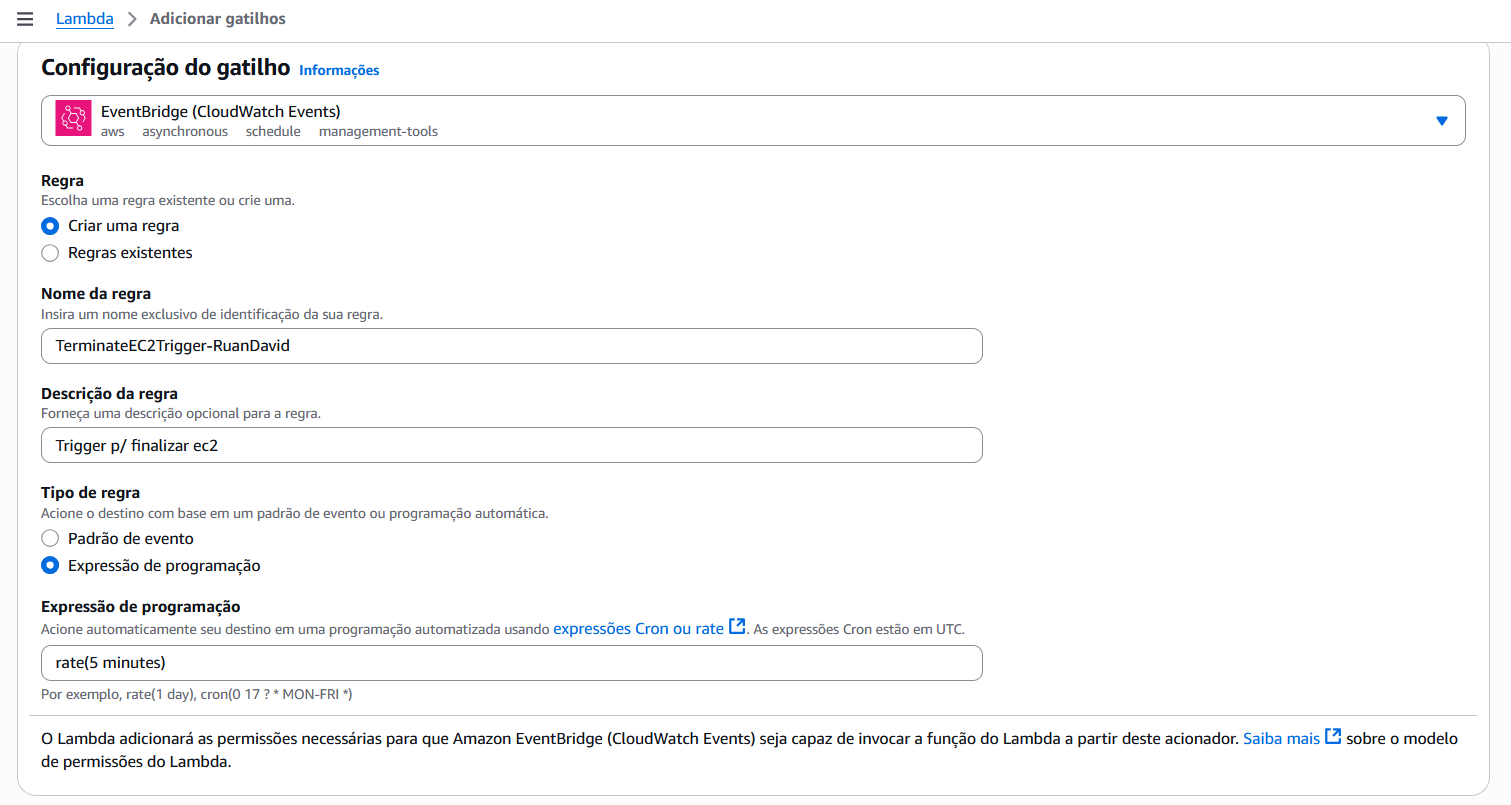 Lambda > Adicionar gatilhos
Configuração do gatilho Informações
EventBridge (CloudWatch Events)
aws asynchronous schedule management-tools
Regra
Escolha uma regra existente ou crie uma.
Criar uma regra
Regras existentes
Nome da regra
Insira um nome exclusivo de identificação da sua regra.
TerminateEC2Trigger-RuanDavid
Descrição da regra
Forneça uma descrição opcional para a regra.
Trigger p/ finalizar ec2
Tipo de regra
Acione o destino com base em um padrão de evento ou programação automática.
Padrão de evento
Expressão de programação
Expressão de programação
Acione automaticamente seu destino em uma programação automatizada usando expressões Cron ou rate. As expressões Cron estão em UTC.
rate(5 minutes)
Por exemplo, rate(1 day), cron(0 17 ? * MON-FRI *)
O Lambda adicionará as permissões necessárias para que Amazon EventBridge (CloudWatch Events) seja capaz de invocar a função do Lambda a partir deste acionador. Saiba mais sobre o modelo
de permissões do Lambda.